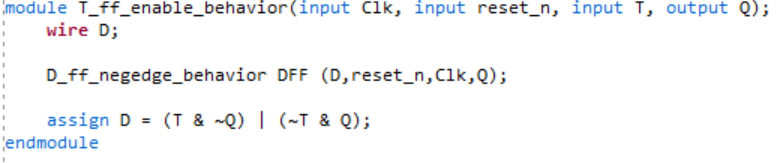 module T_ff_enable_behavior(input Clk, input reset_n, input T, output Q);
wire D;
D_ff_negedge_behavior DFF (D,reset_n,Clk,Q);
assign D = (T & ~Q) | (~T & Q);
endmodule